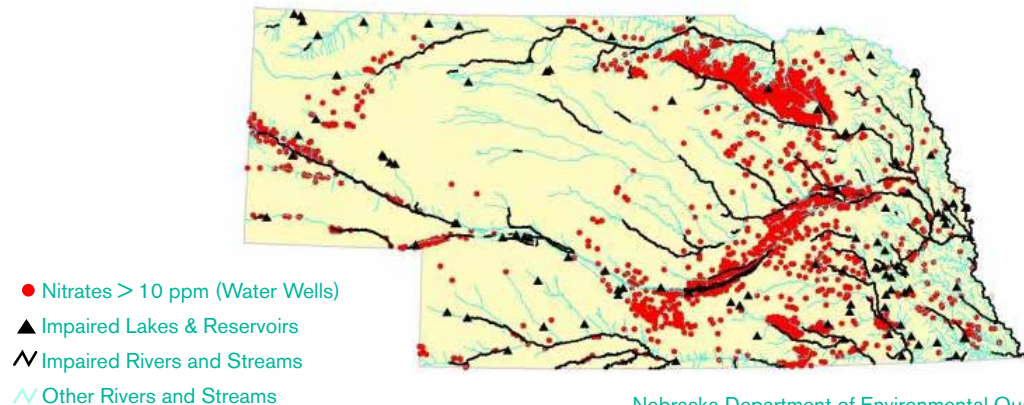 Nitrates > 10 ppm (Water Wells)
Impaired Lakes & Reservoirs
Impaired Rivers and Streams
Other Rivers and Streams
Nebraska Department of Environmental